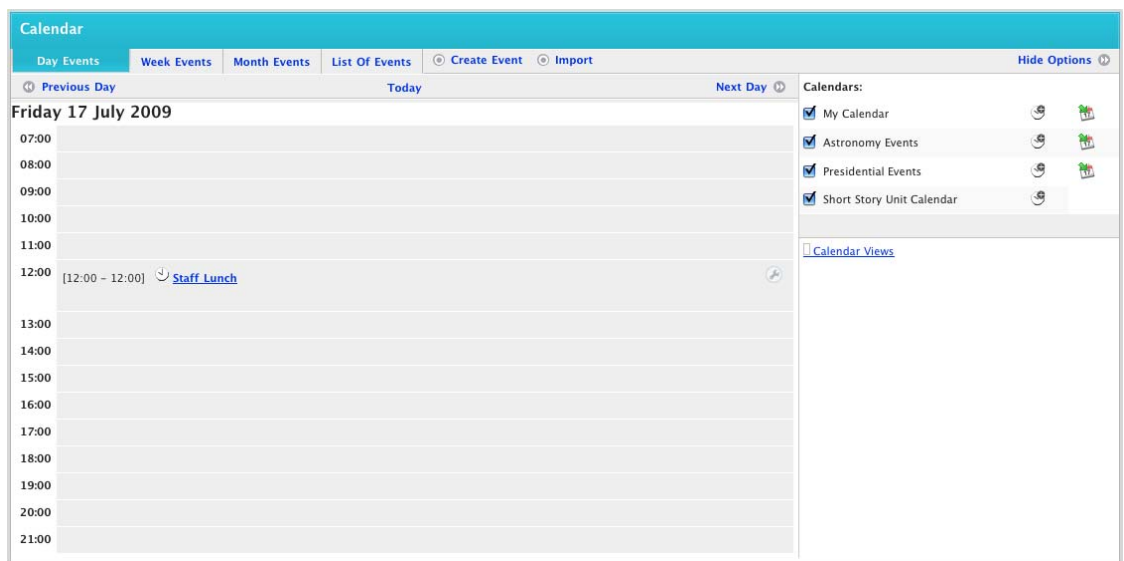 Calendar
Day Events Week Events Month Events List Of Events Create Event Import Hide Options
Previous Day Today Next Day
Friday 17 July 2009
07:00
08:00
09:00
10:00
11:00
12:00 [12:00 - 12:00] Staff Lunch
13:00
14:00
15:00
16:00
17:00
18:00
19:00
20:00
21:00
Calendars:
My Calendar
Astronomy Events
Presidential Events
Short Story Unit Calendar
Calendar Views